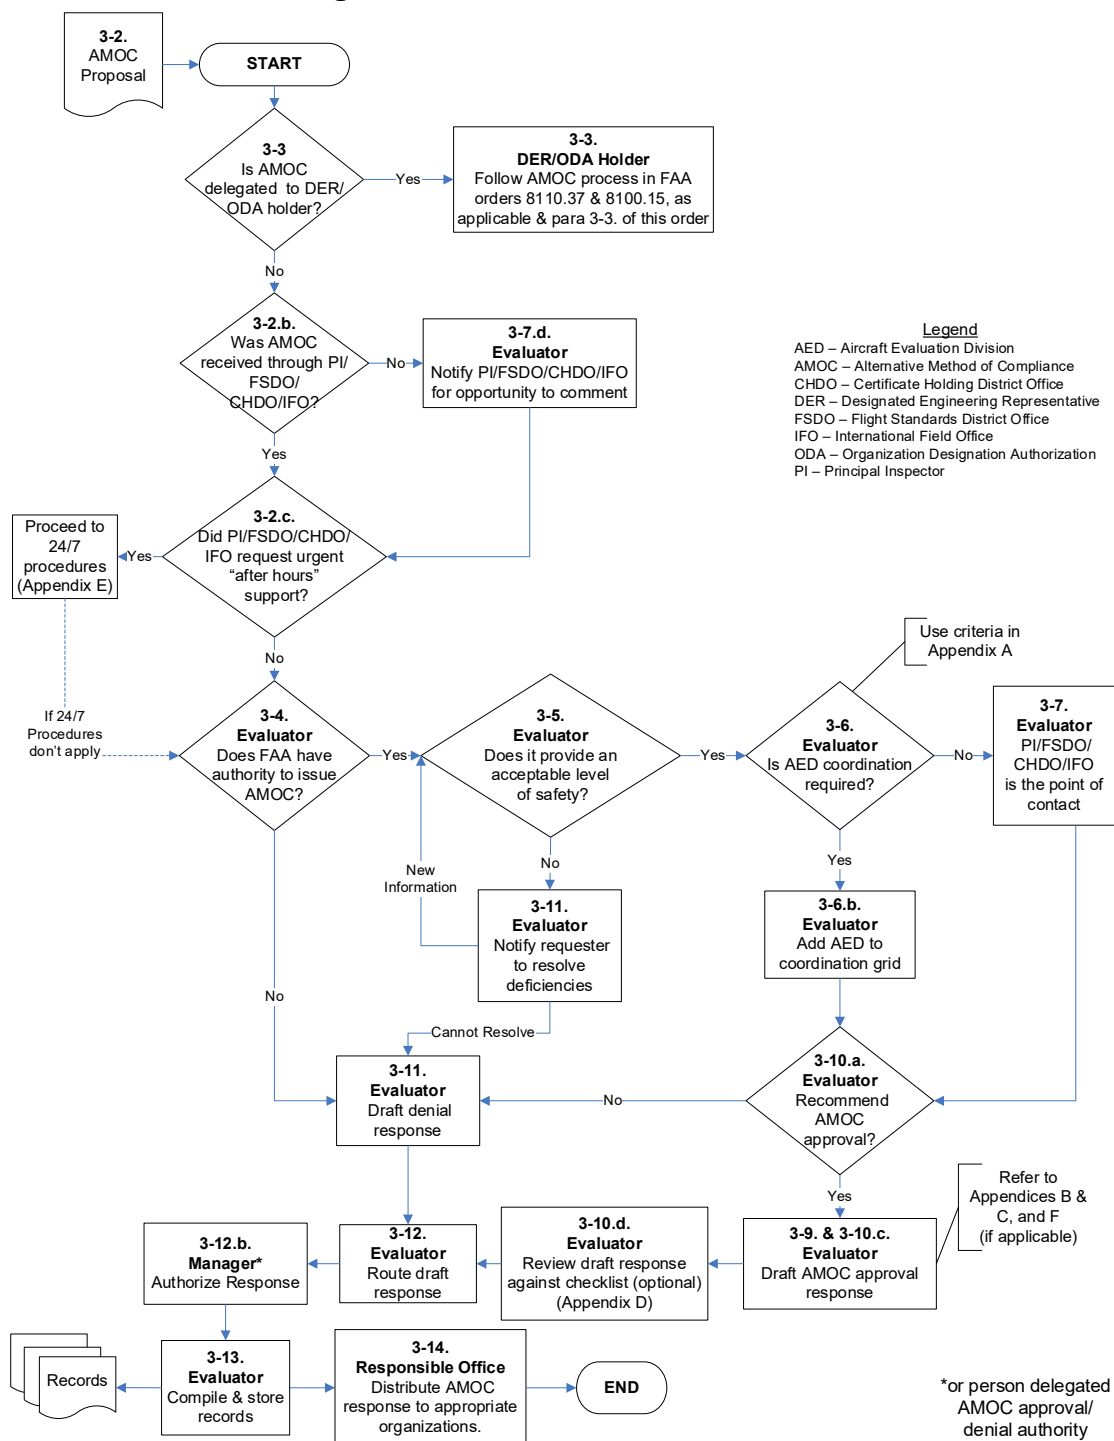 3-2.
AMOC
Proposal
START
3-3
Is AMOC
delegated to DER/
ODA holder?
Yes
3-3.
DER/ODA Holder
Follow AMOC process in FAA
orders 8110.37 & 8100.15, as
applicable & para 3-3. of this order
No
3-2.b.
Was AMOC
received through PI/
FSDO/
CHDO/IFO?
No
3-7.d.
Evaluator
Notify PI/FSDO/CHDO/IFO
for opportunity to comment
Legend
AED – Aircraft Evaluation Division
AMOC – Alternative Method of Compliance
CHDO – Certificate Holding District Office
DER – Designated Engineering Representative
FSDO – Flight Standards District Office
IFO – International Field Office
ODA – Organization Designation Authorization
PI – Principal Inspector
Yes
3-2.c.
Did PI/FSDO/CHDO/
IFO request urgent
“after hours”
support?
Yes
Proceed to
24/7
procedures
(Appendix E)
No
If 24/7
Procedures
don’t apply
3-4.
Evaluator
Does FAA have
authority to issue
AMOC?
Yes
3-5.
Evaluator
Does it provide an
acceptable level
of safety?
Yes
Use criteria in
Appendix A
3-6.
Evaluator
Is AED coordination
required?
No
3-7.
Evaluator
PI/FSDO/
CHDO/IFO
is the point of
contact
No
New
Information
3-11.
Evaluator
Notify requester
to resolve
deficiencies
Yes
3-6.b.
Evaluator
Add AED to
coordination grid
No
Cannot Resolve
3-11.
Evaluator
Draft denial
response
No
3-10.a.
Evaluator
Recommend
AMOC
approval?
Yes
Refer to
Appendices B &
C, and F
(if applicable)
3-9. & 3-10.c.
Evaluator
Draft AMOC approval
response
3-10.d.
Evaluator
Review draft response
against checklist (optional)
(Appendix D)
3-12.
Evaluator
Route draft
response
3-12.b.
Manager*
Authorize Response
3-13.
Evaluator
Compile & store
records
Records
3-14.
Responsible Office
Distribute AMOC
response to appropriate
organizations.
END
*or person delegated
AMOC approval/
denial authority